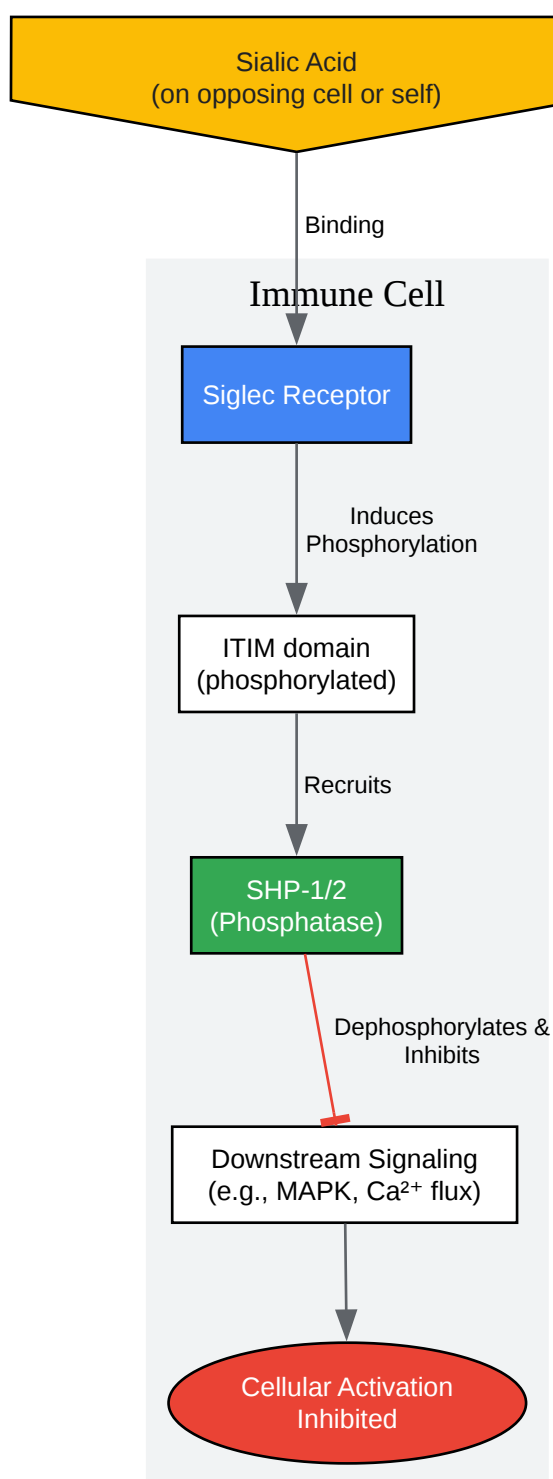 Sialic Acid
(on opposing cell or self)
Binding
Immune Cell
Siglec Receptor
Induces
Phosphorylation
ITIM domain
(phosphorylated)
Recruits
SHP-1/2
(Phosphatase)
Dephosphorylates &
Inhibits
Downstream Signaling
(e.g., MAPK, Ca²⁺ flux)
Cellular Activation
Inhibited